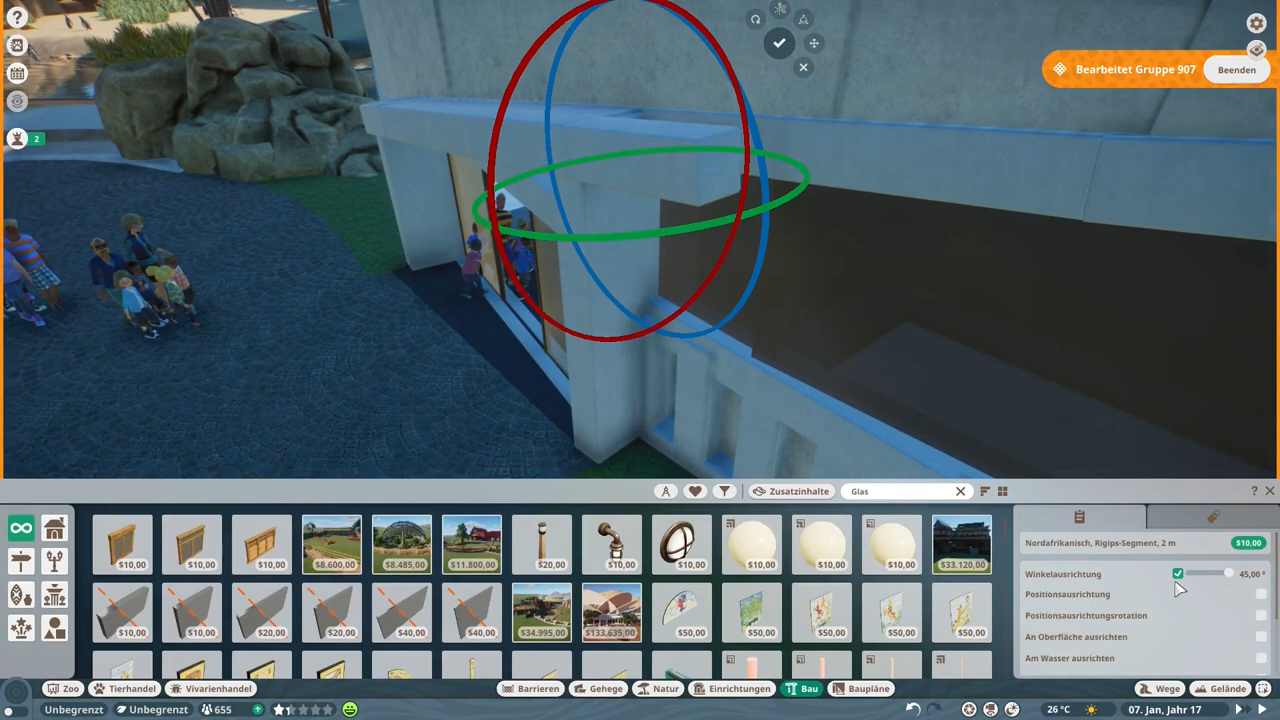 ?
Bearbeitet Gruppe 907
Beenden
2
Zusatzinhalte
Glas
?
$10,00 $10,00 $10,00 $8.600,00 $8.485,00 $11.800,00 $20,00 $10,00 $10,00 $10,00 $10,00 $10,00 $33.120,00
$10,00 $10,00 $20,00 $20,00 $40,00 $40,00 $34.995,00 $133.635,00 $50,00 $50,00 $50,00 $50,00 $50,00
Nordafrikanisch, Rigips-Segment, 2 m
$10,00
Winkelausrichtung
45,00°
Positionsausrichtung
Positionsausrichtungsrotation
An Oberfläche ausrichten
Am Wasser ausrichten
Zoo
Tierhandel
Vivarienhandel
Barrieren
Gehege
Natur
Einrichtungen
Bau
Baupläne
Wege
Gelände
Unbegrenzt
Unbegrenzt
655
26 °C
07. Jan, Jahr 17